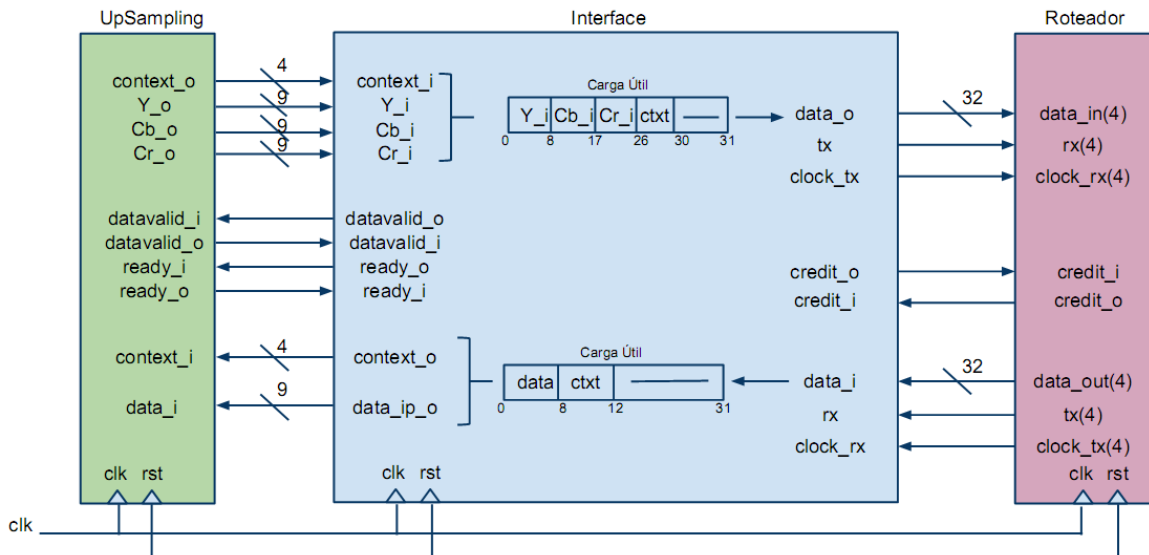 UpSampling
Interface
Roteador
context_o
4
context_i
Carga Útil
Y_o
9
Y_i
Y_i Cb_i Cr_i ctxt
data_o
32
data_in(4)
Cb_o
9
Cb_i
0 8 17 26 30 31
tx
rx(4)
Cr_o
9
Cr_i
clock_tx
clock_rx(4)
datavalid_i
datavalid_o
datavalid_o
datavalid_i
ready_i
ready_o
credit_o
credit_i
ready_o
ready_i
credit_i
credit_o
context_i
4
context_o
Carga Útil
data ctxt
data_i
32
data_out(4)
data_i
9
data_ip_o
0 8 12 31
rx
tx(4)
clock_rx
clock_tx(4)
clk rst
clk rst
clk rst
clk